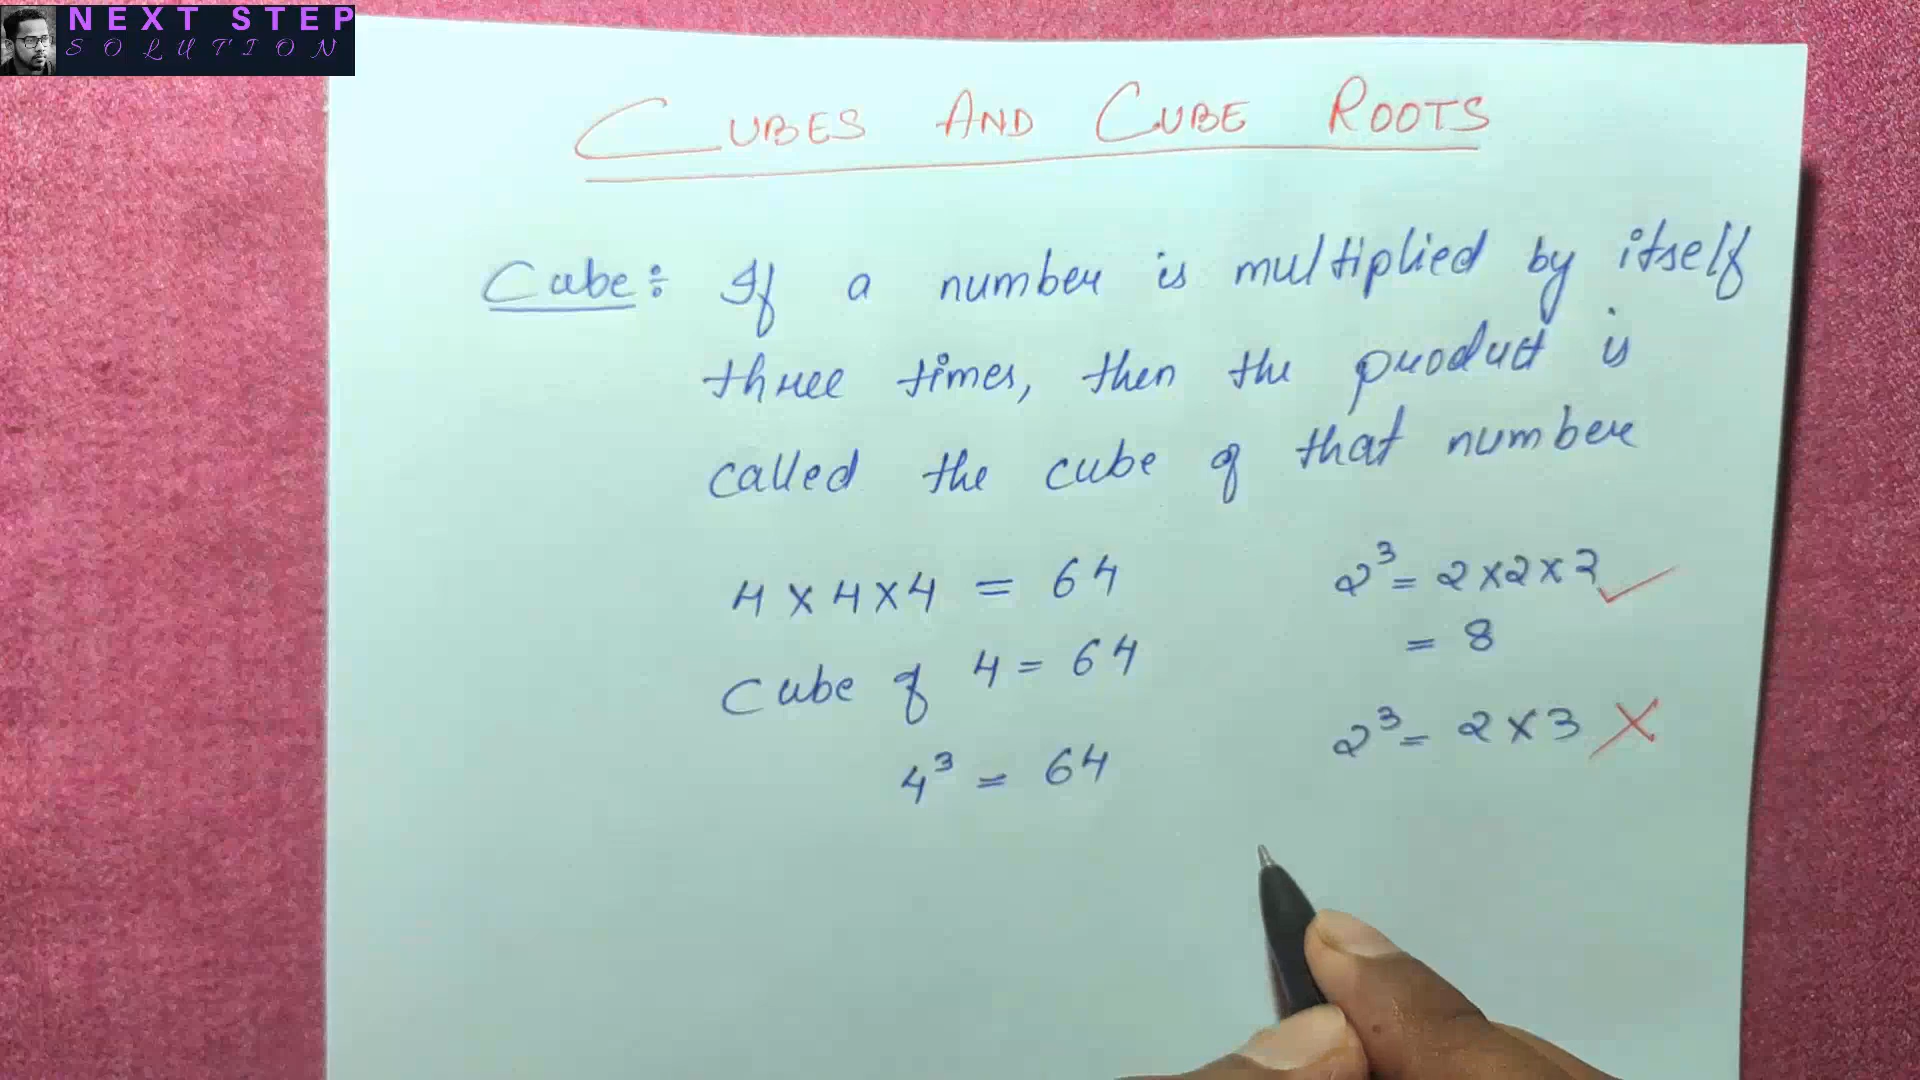 NEXT STEP
SOLUTION
CUBES AND CUBE ROOTS
Cube: If a number is multiplied by itself
three times, then the product is
called the cube of that number
4 × 4 × 4 = 64
Cube of 4 = 64
4³ = 64
2³ = 2 × 2 × 2 ✓
= 8
2³ = 2 × 3 ✗